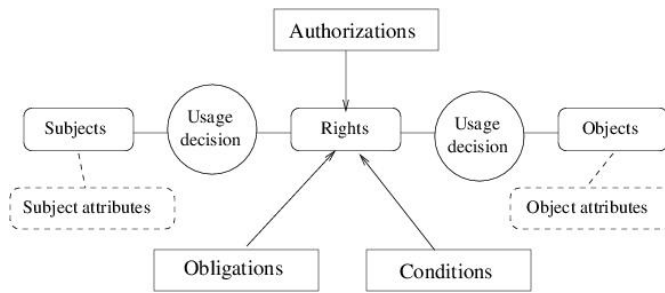 Authorizations
Subjects
Usage
decision
Rights
Usage
decision
Objects
Subject attributes
Object attributes
Obligations
Conditions